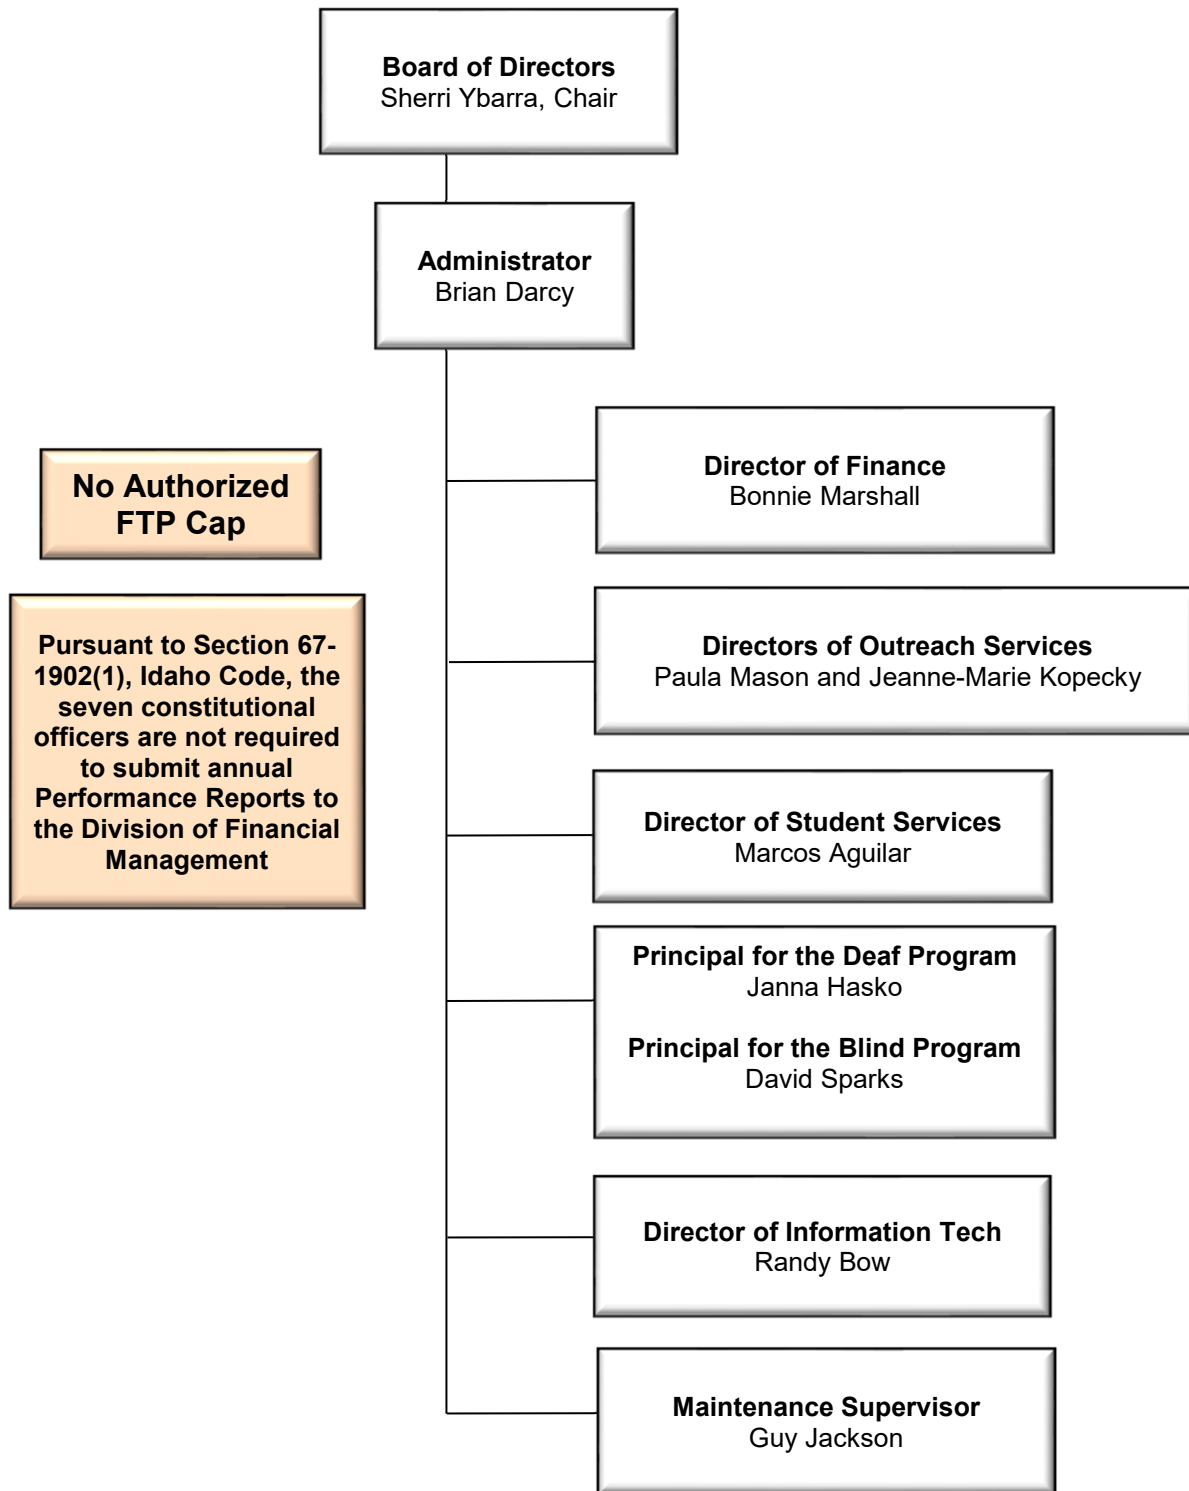 Board of Directors
Sherri Ybarra, Chair
Administrator
Brian Darcy
No Authorized
FTP Cap
Pursuant to Section 67-
1902(1), Idaho Code, the
seven constitutional
officers are not required
to submit annual
Performance Reports to
the Division of Financial
Management
Director of Finance
Bonnie Marshall
Directors of Outreach Services
Paula Mason and Jeanne-Marie Kopecky
Director of Student Services
Marcos Aguilar
Principal for the Deaf Program
Janna Hasko
Principal for the Blind Program
David Sparks
Director of Information Tech
Randy Bow
Maintenance Supervisor
Guy Jackson